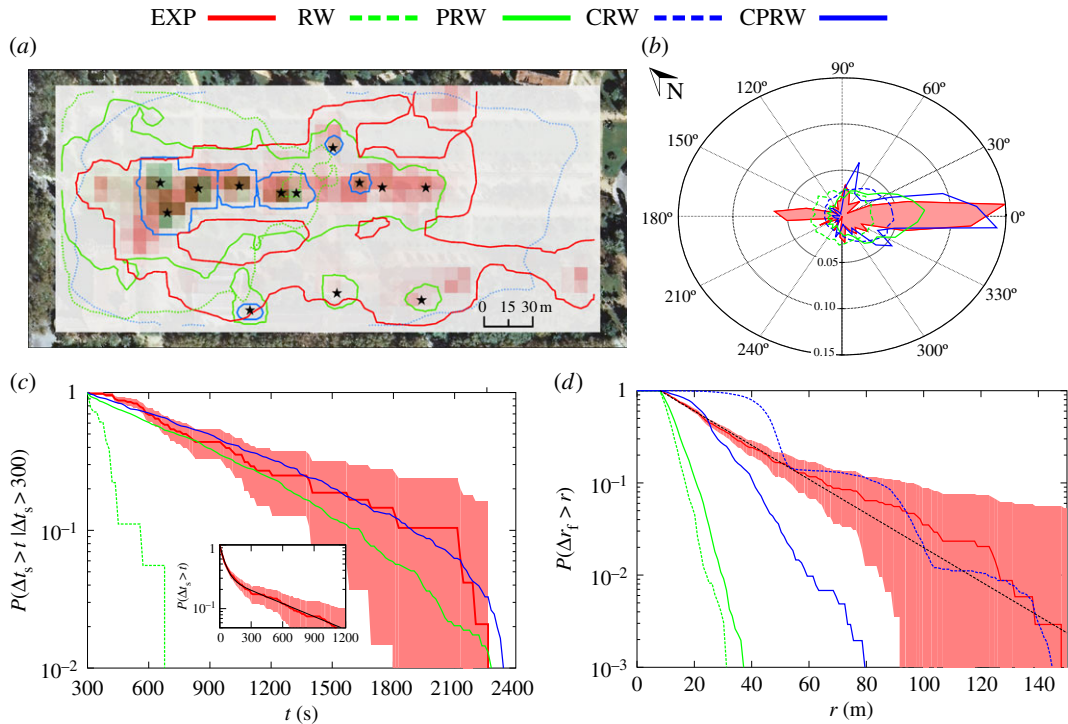 EXP RW PRW CRW CPRW
(a)
0 15 30 m
(b)
N
90º
60º
30º
0º
330º
300º
240º
210º
180º
150º
0.05
0.10
0.15
(c)
P(Δt_s > t |Δt_s > 300)
1
10⁻¹
10⁻²
300 600 900 1200 1500 1800 2100 2400
t (s)
P(Δt_s > t)
1
10⁻¹
0 300 600 900 1200
(d)
P(Δr_f > r)
1
10⁻¹
10⁻²
10⁻³
0 20 40 60 80 100 120 140
r (m)